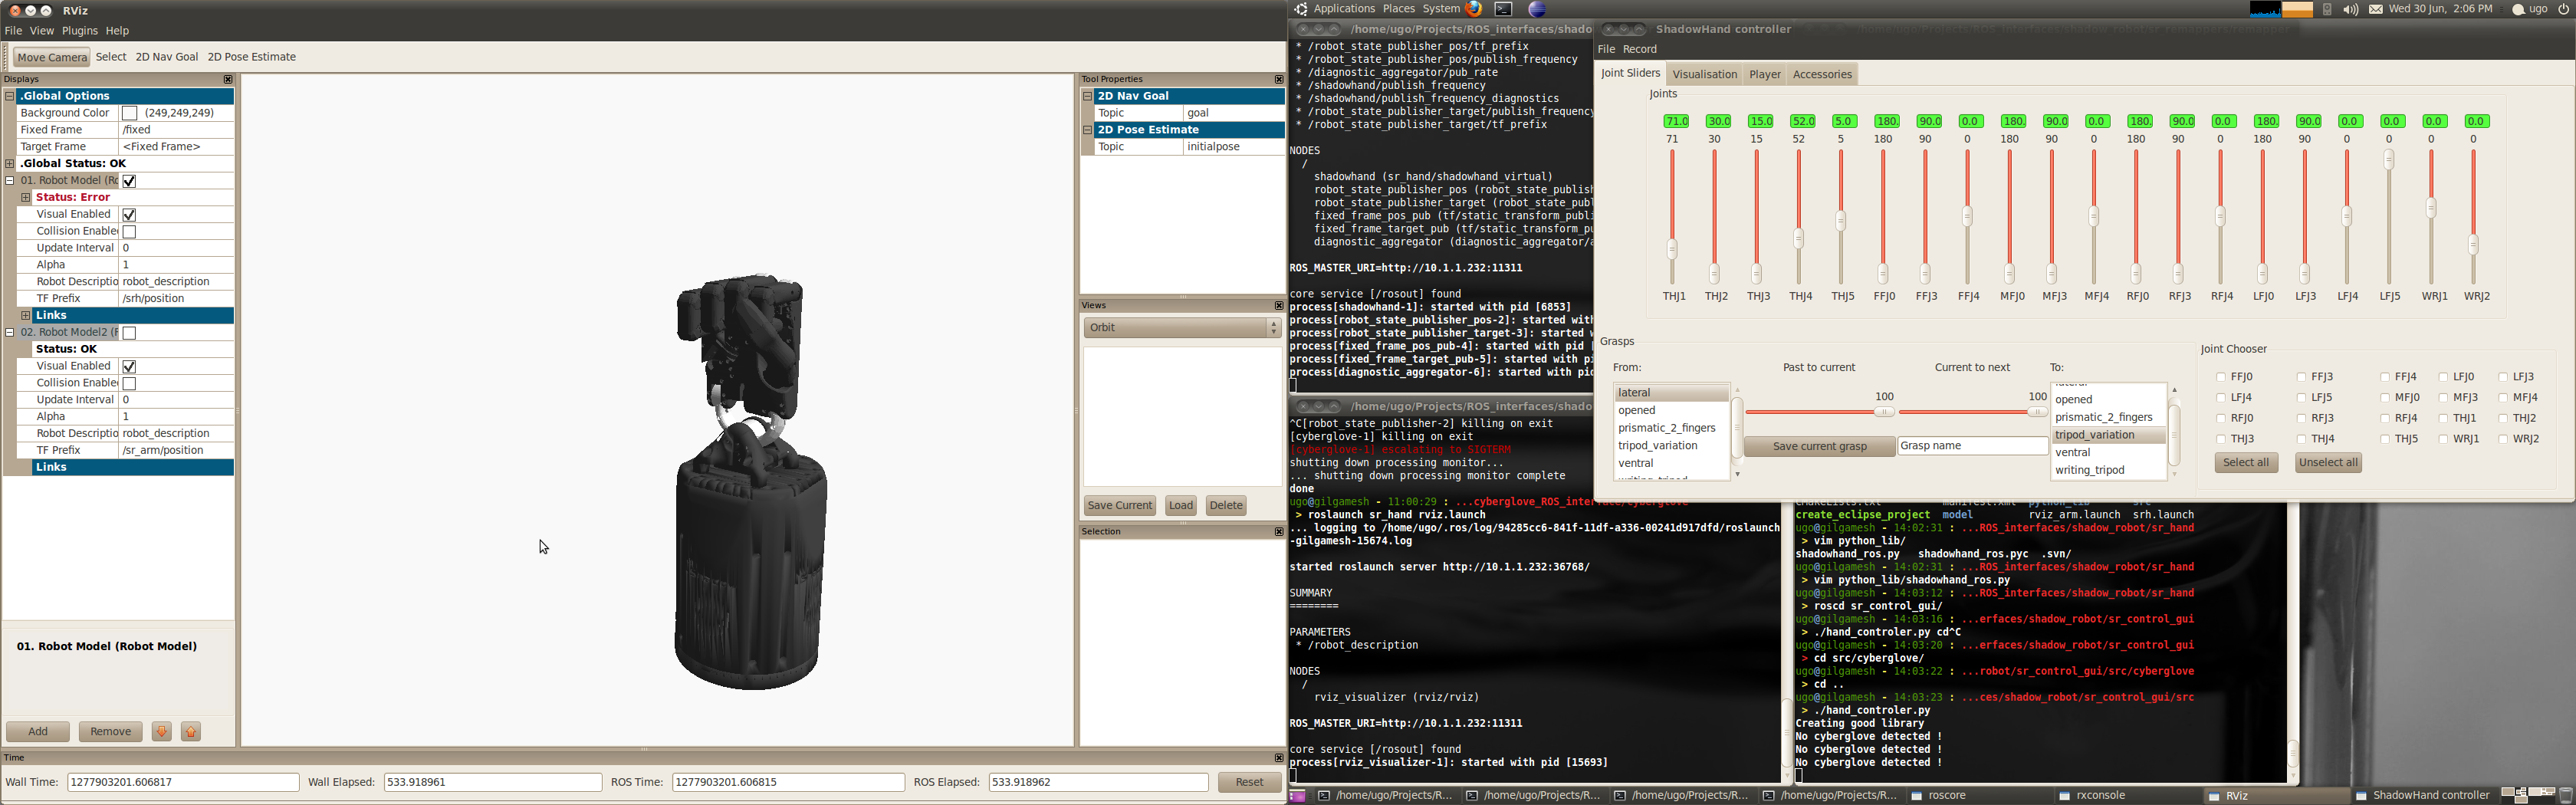 RViz
File View Plugins Help
Move Camera Select 2D Nav Goal 2D Pose Estimate
Displays
.Global Options
Background Color (249,249,249)
Fixed Frame /fixed
Target Frame <Fixed Frame>
.Global Status: OK
01. Robot Model (Ro
Status: Error
Visual Enabled
Collision Enable
Update Interval 0
Alpha 1
Robot Descriptio robot_description
TF Prefix /srh/position
Links
02. Robot Model2 (F
Status: OK
Visual Enabled
Collision Enable
Update Interval 0
Alpha 1
Robot Descriptio robot_description
TF Prefix /sr_arm/position
Links
01. Robot Model (Robot Model)
Add Remove
Tool Properties
2D Nav Goal
Topic goal
2D Pose Estimate
Topic initialpose
Views
Orbit
Save Current Load Delete
Selection
Time
Wall Time: 1277903201.606817 Wall Elapsed: 533.918961 ROS Time: 1277903201.606815 ROS Elapsed: 533.918962 Reset
Applications Places System Wed 30 Jun, 2:06 PM ugo
/home/ugo/Projects/ROS_interfaces/shado
* /robot_state_publisher_pos/tf_prefix
* /robot_state_publisher_pos/publish_frequency
* /diagnostic_aggregator/pub_rate
* /shadowhand/publish_frequency
* /shadowhand/publish_frequency_diagnostics
* /robot_state_publisher_target/publish_frequency
* /robot_state_publisher_target/tf_prefix
NODES
/
shadowhand (sr_hand/shadowhand_virtual)
robot_state_publisher_pos (robot_state_publish
robot_state_publisher_target (robot_state_publ
fixed_frame_pos_pub (tf/static_transform_publi
fixed_frame_target_pub (tf/static_transform_pu
diagnostic_aggregator (diagnostic_aggregator/a
ROS_MASTER_URI=http://10.1.1.232:11311
core service [/rosout] found
process[shadowhand-1]: started with pid [6853]
process[robot_state_publisher_pos-2]: started with
process[robot_state_publisher_target-3]: started w
process[fixed_frame_pos_pub-4]: started with pid [
process[fixed_frame_target_pub-5]: started with pi
process[diagnostic_aggregator-6]: started with pid
/home/ugo/Projects/ROS_interfaces/shado
^C[robot_state_publisher-2] killing on exit
[cyberglove-1] killing on exit
[cyberglove-1] escalating to SIGTERM
shutting down processing monitor...
... shutting down processing monitor complete
done
ugo@gilgamesh - 11:00:29 : ...cyberglove_ROS_interface/cyberglove
> roslaunch sr_hand rviz.launch
... logging to /home/ugo/.ros/log/94285cc6-841f-11df-a336-00241d917dfd/roslaunch
-gilgamesh-15674.log
started roslaunch server http://10.1.1.232:36768/
SUMMARY
========
PARAMETERS
* /robot_description
NODES
/
rviz_visualizer (rviz/rviz)
ROS_MASTER_URI=http://10.1.1.232:11311
core service [/rosout] found
process[rviz_visualizer-1]: started with pid [15693]
ShadowHand controller
File Record
Joint Sliders Visualisation Player Accessories
Joints
71.0 30.0 15.0 52.0 5.0 180. 90.0 0.0 180. 90.0 0.0 180. 90.0 0.0 180. 90.0 0.0 0.0 0.0 0.0
71 30 15 52 5 180 90 0 180 90 0 180 90 0 180 90 0 0 0 0
THJ1 THJ2 THJ3 THJ4 THJ5 FFJ0 FFJ3 FFJ4 MFJ0 MFJ3 MFJ4 RFJ0 RFJ3 RFJ4 LFJ0 LFJ3 LFJ4 LFJ5 WRJ1 WRJ2
Grasps
From: Past to current Current to next To:
lateral
opened
prismatic_2_fingers
tripod_variation
ventral
writing_tripod
100 100
Save current grasp Grasp name
lateral
opened
prismatic_2_fingers
tripod_variation
ventral
writing_tripod
Joint Chooser
FFJ0 FFJ3 FFJ4 LFJ0 LFJ3
LFJ4 LFJ5 MFJ0 MFJ3 MFJ4
RFJ0 RFJ3 RFJ4 THJ1 THJ2
THJ3 THJ4 THJ5 WRJ1 WRJ2
Select all Unselect all
CMakeLists.txt manifest.xml python_lib src
create_eclipse_project model rviz_arm.launch srh.launch
ugo@gilgamesh - 14:02:31 : ...ROS_interfaces/shadow_robot/sr_hand
> vim python_lib/
shadowhand_ros.py shadowhand_ros.pyc .svn/
ugo@gilgamesh - 14:02:31 : ...ROS_interfaces/shadow_robot/sr_hand
> vim python_lib/shadowhand_ros.py
ugo@gilgamesh - 14:03:12 : ...ROS_interfaces/shadow_robot/sr_hand
> roscd sr_control_gui/
ugo@gilgamesh - 14:03:16 : ...erfaces/shadow_robot/sr_control_gui
> ./hand_controler.py cd^C
ugo@gilgamesh - 14:03:20 : ...erfaces/shadow_robot/sr_control_gui
> cd src/cyberglove/
ugo@gilgamesh - 14:03:22 : ...robot/sr_control_gui/src/cyberglove
> cd ..
ugo@gilgamesh - 14:03:23 : ...ces/shadow_robot/sr_control_gui/src
> ./hand_controler.py
Creating good library
No cyberglove detected !
No cyberglove detected !
No cyberglove detected !
/home/ugo/Projects/R... /home/ugo/Projects/R... /home/ugo/Projects/R... /home/ugo/Projects/R... roscore rxconsole RViz ShadowHand controller